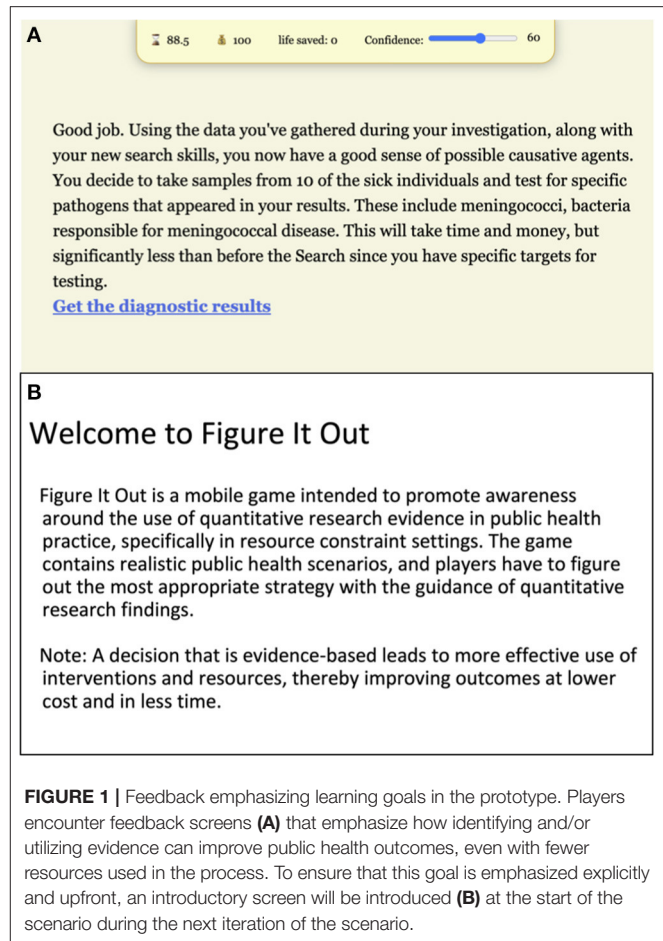 A
⌛ 88.5 💰 100 life saved: 0 Confidence: 60
Good job. Using the data you've gathered during your investigation, along with
your new search skills, you now have a good sense of possible causative agents.
You decide to take samples from 10 of the sick individuals and test for specific
pathogens that appeared in your results. These include meningococci, bacteria
responsible for meningococcal disease. This will take time and money, but
significantly less than before the Search since you have specific targets for
testing.
Get the diagnostic results
B
Welcome to Figure It Out
Figure It Out is a mobile game intended to promote awareness
around the use of quantitative research evidence in public health
practice, specifically in resource constraint settings. The game
contains realistic public health scenarios, and players have to figure
out the most appropriate strategy with the guidance of quantitative
research findings.
Note: A decision that is evidence-based leads to more effective use of
interventions and resources, thereby improving outcomes at lower
cost and in less time.
FIGURE 1 | Feedback emphasizing learning goals in the prototype. Players
encounter feedback screens (A) that emphasize how identifying and/or
utilizing evidence can improve public health outcomes, even with fewer
resources used in the process. To ensure that this goal is emphasized explicitly
and upfront, an introductory screen will be introduced (B) at the start of the
scenario during the next iteration of the scenario.